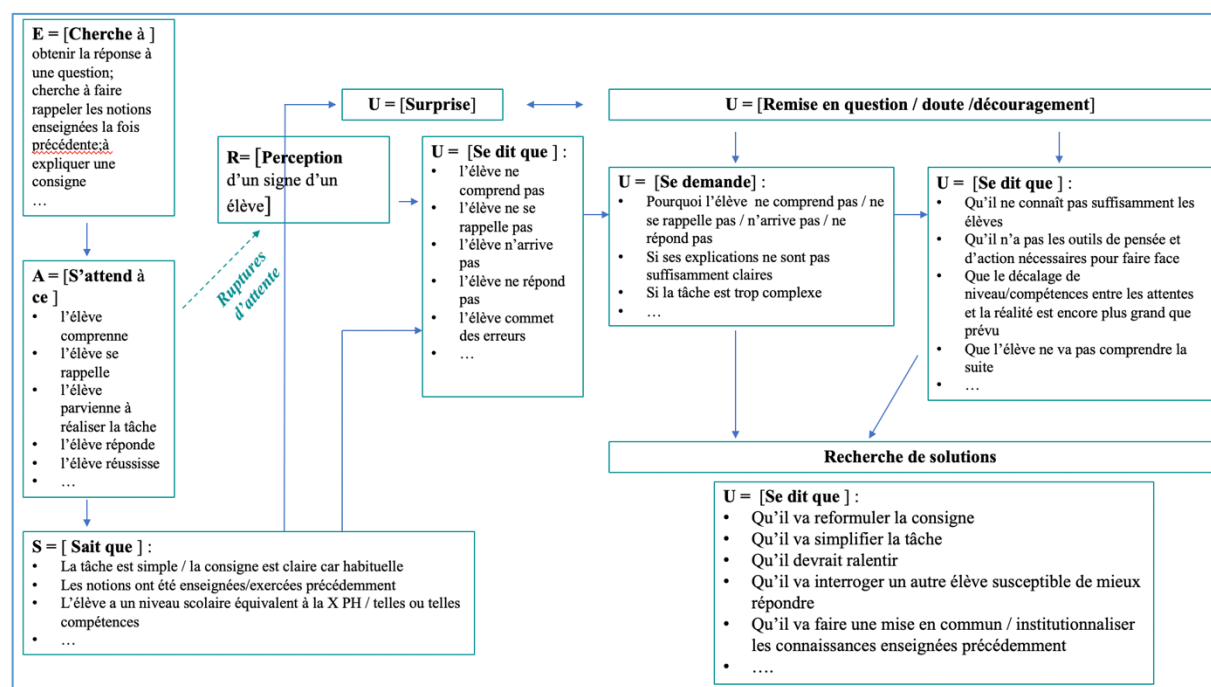 E = [Cherche à ]
obtenir la réponse à
une question;
cherche à faire
rappeler les notions
enseignées la fois
précédente;à
expliquer une
consigne
…
A = [S’attend à
ce ]
• l’élève
comprenne
• l’élève se
rappelle
• l’élève
parvienne à
réaliser la tâche
• l’élève réponde
• l’élève réussisse
• …
S = [ Sait que ] :
• La tâche est simple / la consigne est claire car habituelle
• Les notions ont été enseignées/exercées précédemment
• L’élève a un niveau scolaire équivalent à la X PH / telles ou telles
compétences
• …
Ruptures
d’attente
R= [Perception
d’un signe d’un
élève]
U = [Surprise]
U = [Se dit que ] :
• l’élève ne
comprend pas
• l’élève ne se
rappelle pas
• l’élève n’arrive
pas
• l’élève ne répond
pas
• l’élève commet
des erreurs
• …
U = [Remise en question / doute /découragement]
U = [Se demande] :
• Pourquoi l’élève ne comprend pas / ne
se rappelle pas / n’arrive pas / ne
répond pas
• Si ses explications ne sont pas
suffisamment claires
• Si la tâche est trop complexe
• …
U = [Se dit que ] :
• Qu’il ne connaît pas suffisamment les
élèves
• Qu’il n’a pas les outils de pensée et
d’action nécessaires pour faire face
• Que le décalage de
niveau/compétences entre les attentes
et la réalité est encore plus grand que
prévu
• Que l’élève ne va pas comprendre la
suite
• …
Recherche de solutions
U = [Se dit que ] :
• Qu’il va reformuler la consigne
• Qu’il va simplifier la tâche
• Qu’il devrait ralentir
• Qu’il va interroger un autre élève susceptible de mieux
répondre
• Qu’il va faire une mise en commun / institutionnaliser
les connaissances enseignées précédemment
• ….